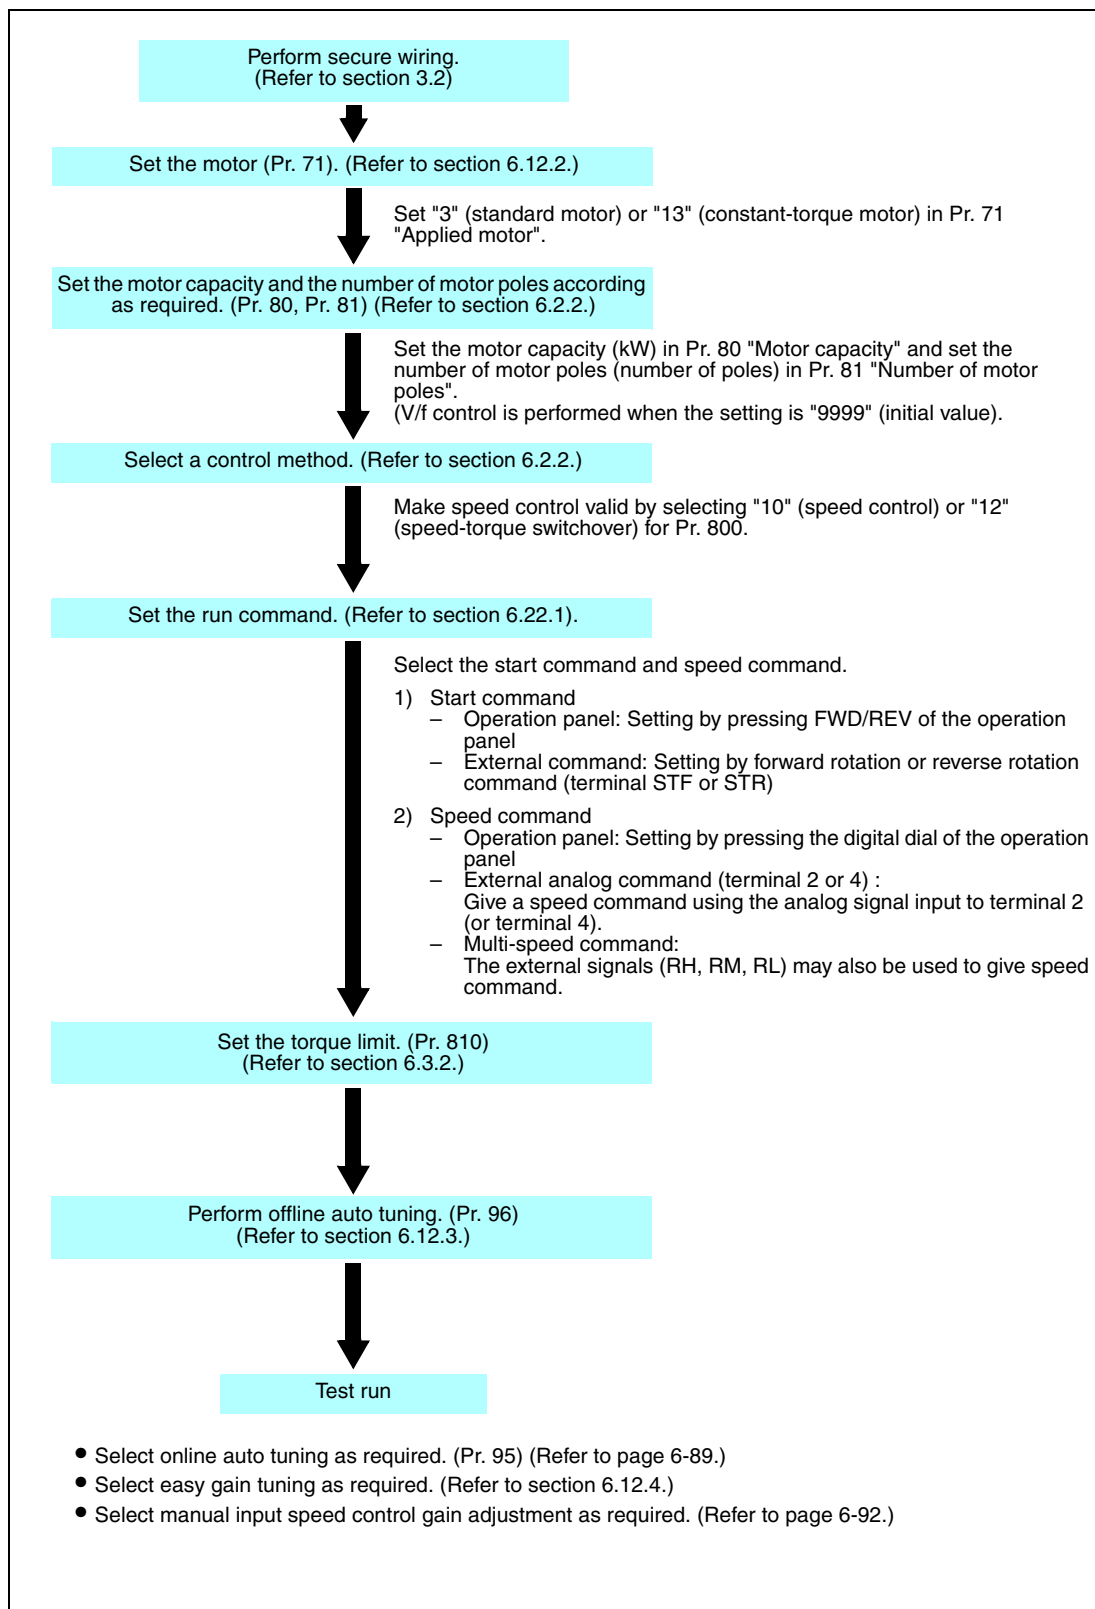 Perform secure wiring.
(Refer to section 3.2)
Set the motor (Pr. 71). (Refer to section 6.12.2.)
Set "3" (standard motor) or "13" (constant-torque motor) in Pr. 71
"Applied motor".
Set the motor capacity and the number of motor poles according
as required. (Pr. 80, Pr. 81) (Refer to section 6.2.2.)
Set the motor capacity (kW) in Pr. 80 "Motor capacity" and set the
number of motor poles (number of poles) in Pr. 81 "Number of motor
poles".
(V/f control is performed when the setting is "9999" (initial value).
Select a control method. (Refer to section 6.2.2.)
Make speed control valid by selecting "10" (speed control) or "12"
(speed-torque switchover) for Pr. 800.
Set the run command. (Refer to section 6.22.1).
Select the start command and speed command.
1) Start command
– Operation panel: Setting by pressing FWD/REV of the operation
panel
– External command: Setting by forward rotation or reverse rotation
command (terminal STF or STR)
2) Speed command
– Operation panel: Setting by pressing the digital dial of the operation
panel
– External analog command (terminal 2 or 4) :
Give a speed command using the analog signal input to terminal 2
(or terminal 4).
– Multi-speed command:
The external signals (RH, RM, RL) may also be used to give speed
command.
Set the torque limit. (Pr. 810)
(Refer to section 6.3.2.)
Perform offline auto tuning. (Pr. 96)
(Refer to section 6.12.3.)
Test run
● Select online auto tuning as required. (Pr. 95) (Refer to page 6-89.)
● Select easy gain tuning as required. (Refer to section 6.12.4.)
● Select manual input speed control gain adjustment as required. (Refer to page 6-92.)